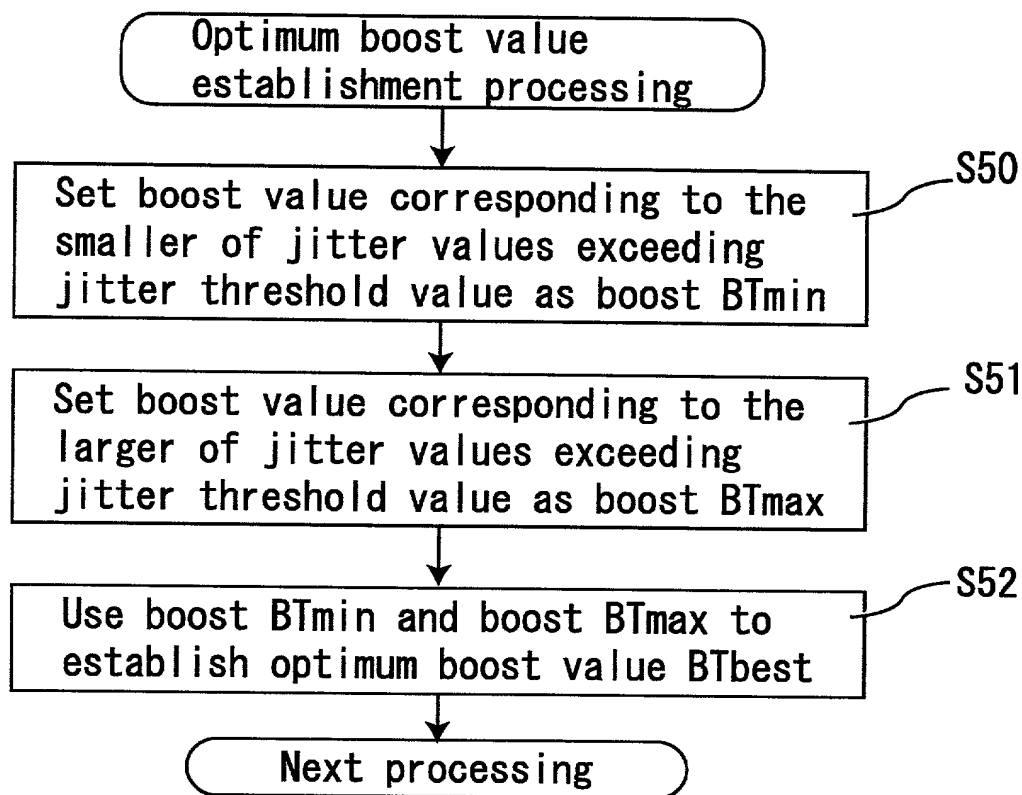 Optimum boost value
establishment processing
S50
Set boost value corresponding to the
smaller of jitter values exceeding
jitter threshold value as boost BTmin
S51
Set boost value corresponding to the
larger of jitter values exceeding
jitter threshold value as boost BTmax
S52
Use boost BTmin and boost BTmax to
establish optimum boost value BTbest
Next processing